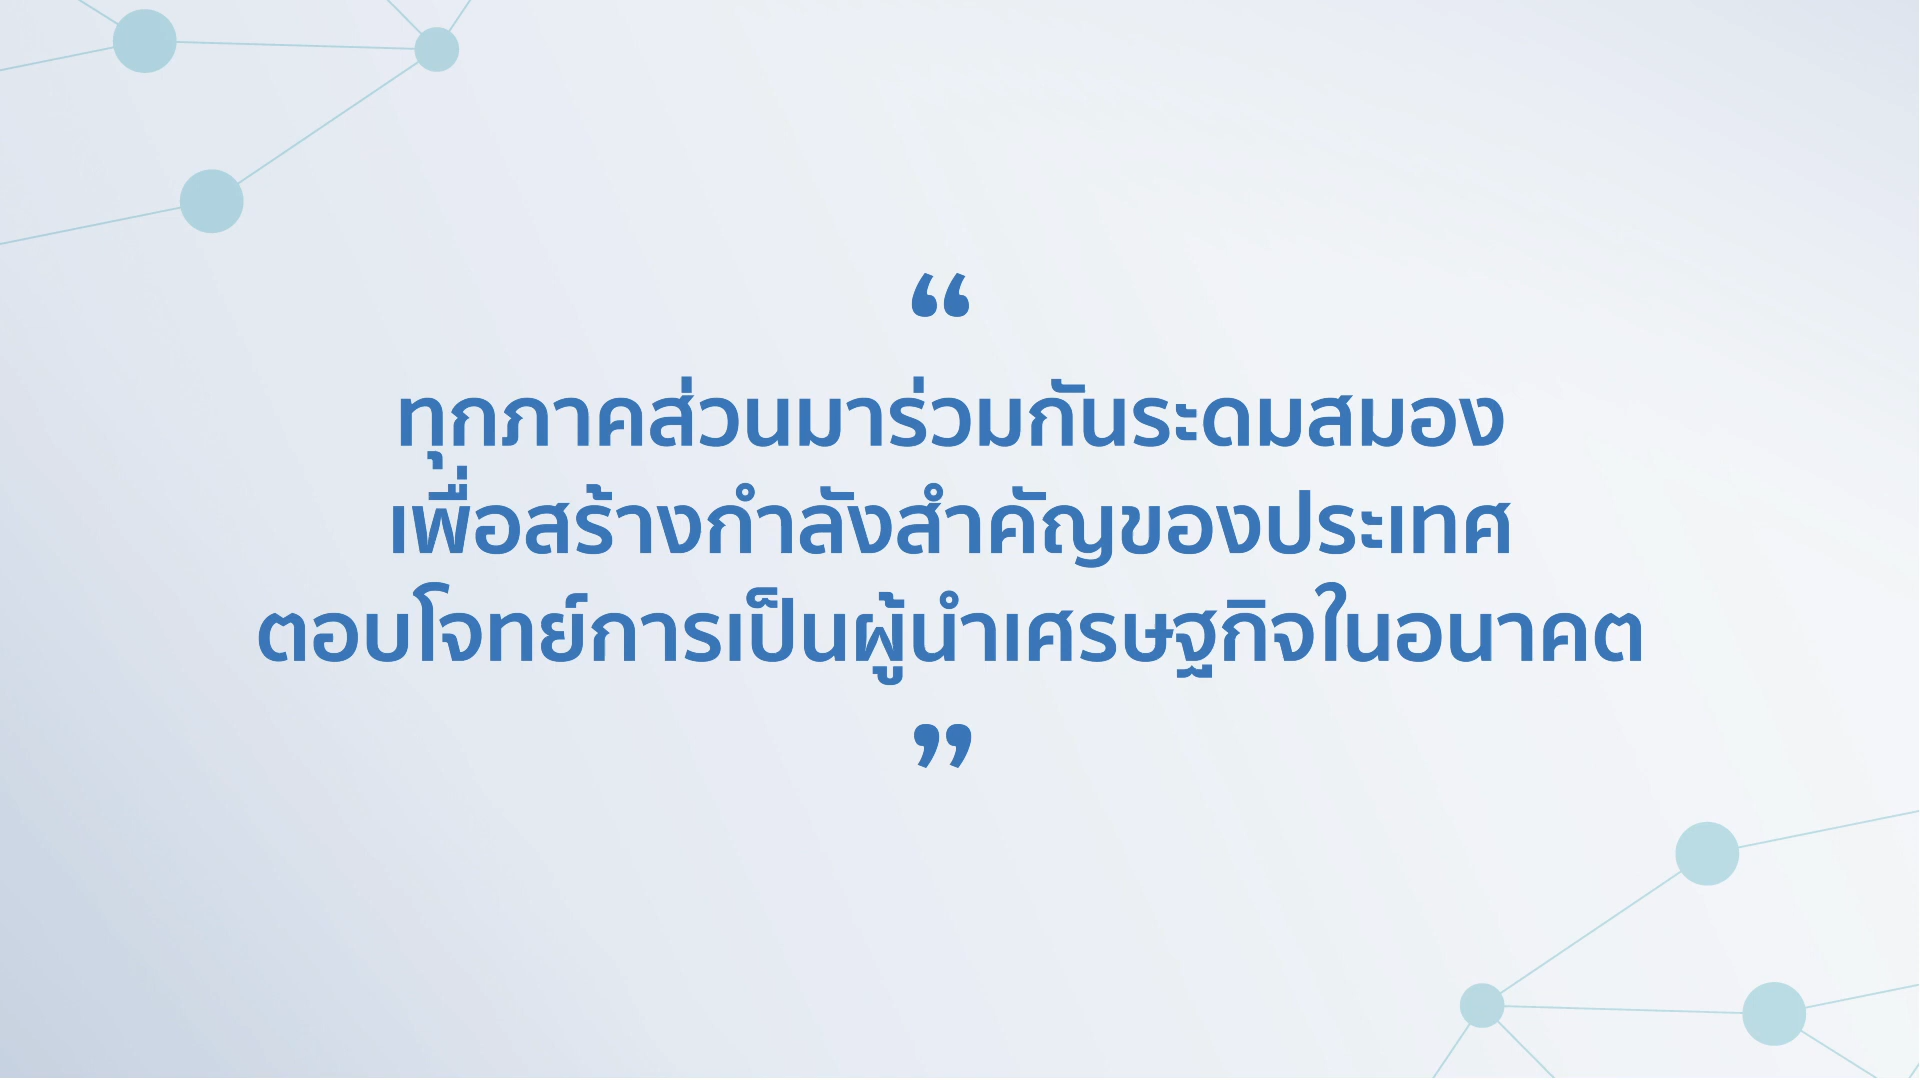 “
ทุกภาคส่วนมาร่วมกันระดมสมอง
เพื่อสร้างกำลังสำคัญของประเทศ
ตอบโจทย์การเป็นผู้นำเศรษฐกิจในอนาคต
”